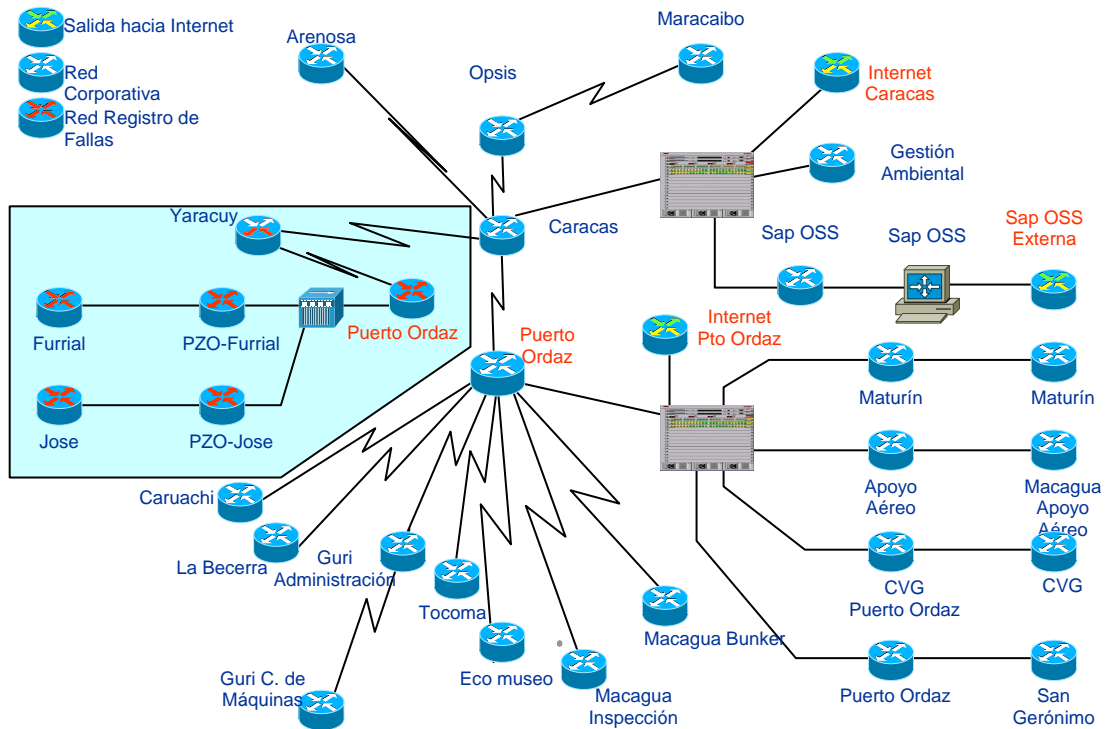 Salida hacia Internet
Red
Corporativa
Red Registro de
Fallas
Arenosa
Opsis
Maracaibo
Internet
Caracas
Gestión
Ambiental
Yaracuy
Caracas
Sap OSS
Sap OSS
Sap OSS
Externa
Furrial
PZO-Furrial
Puerto Ordaz
Puerto
Ordaz
Internet
Pto Ordaz
Jose
PZO-Jose
Maturín
Maturín
Caruachi
La Becerra
Guri
Administración
Tocoma
Eco museo
Macagua
Inspección
Macagua Bunker
Guri C. de
Máquinas
Apoyo
Aéreo
Macagua
Apoyo
Aéreo
CVG
Puerto Ordaz
CVG
Puerto Ordaz
San
Gerónimo